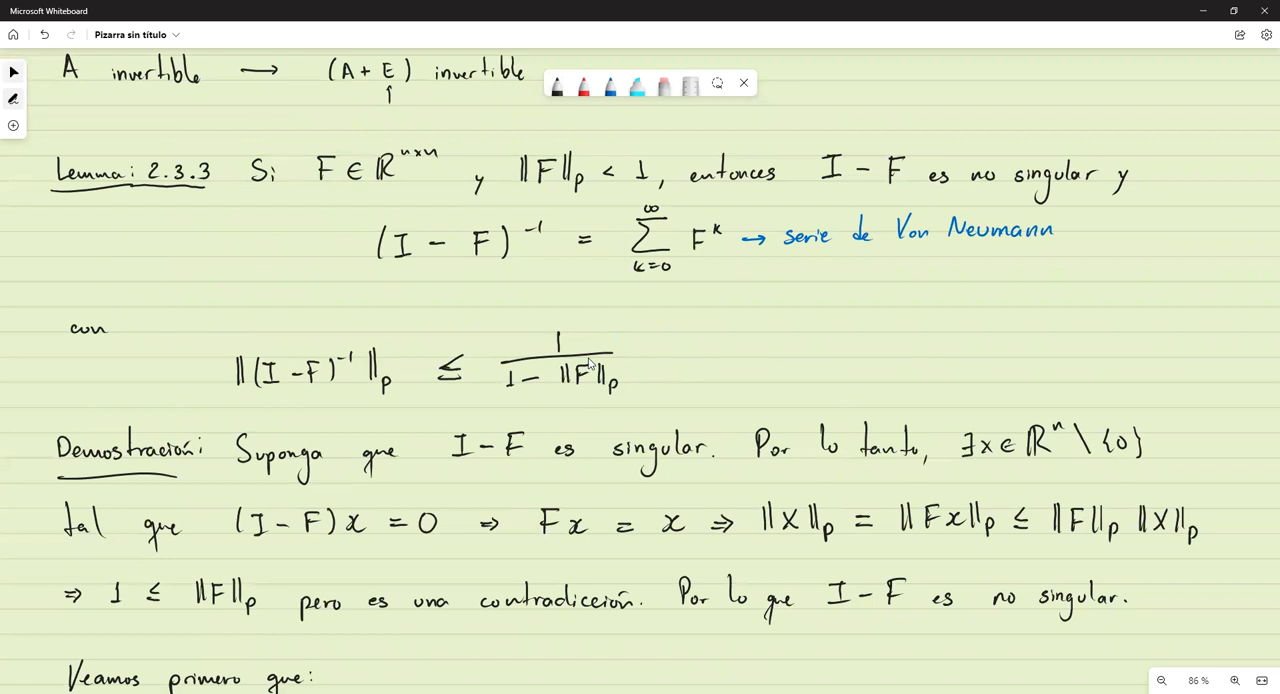 Microsoft Whiteboard
Pizarra sin título
A invertible → (A + E) invertible
↑
Lemma: 2.3.3 Si F ∈ ℝⁿˣⁿ y ‖F‖ₚ < 1, entonces I − F es no singular y
(I − F)⁻¹ = ∑_{k=0}^{∞} Fᵏ → serie de Von Neumann
con
‖(I − F)⁻¹‖ₚ ≤ 1 / (1 − ‖F‖ₚ)
Demostración: Suponga que I − F es singular. Por lo tanto, ∃x ∈ ℝⁿ \ {0}
tal que (I − F)x = 0 ⇒ Fx = x ⇒ ‖x‖ₚ = ‖Fx‖ₚ ≤ ‖F‖ₚ ‖x‖ₚ
⇒ 1 ≤ ‖F‖ₚ pero es una contradicción. Por lo que I − F es no singular.
Veamos primero que:
86 %